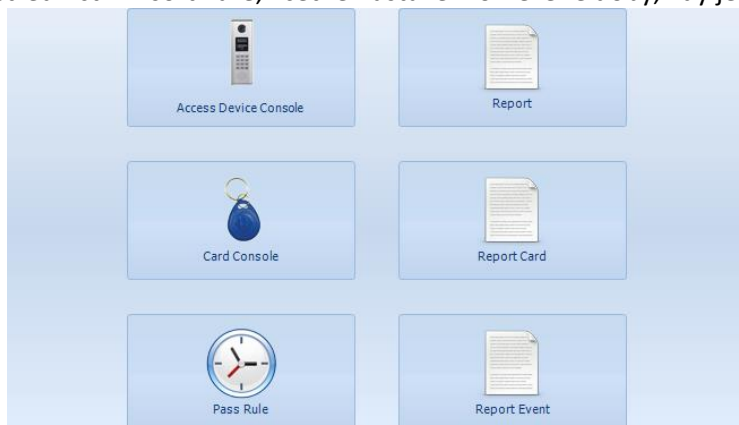 Access Device Console
Report
Card Console
Report Card
Pass Rule
Report Event